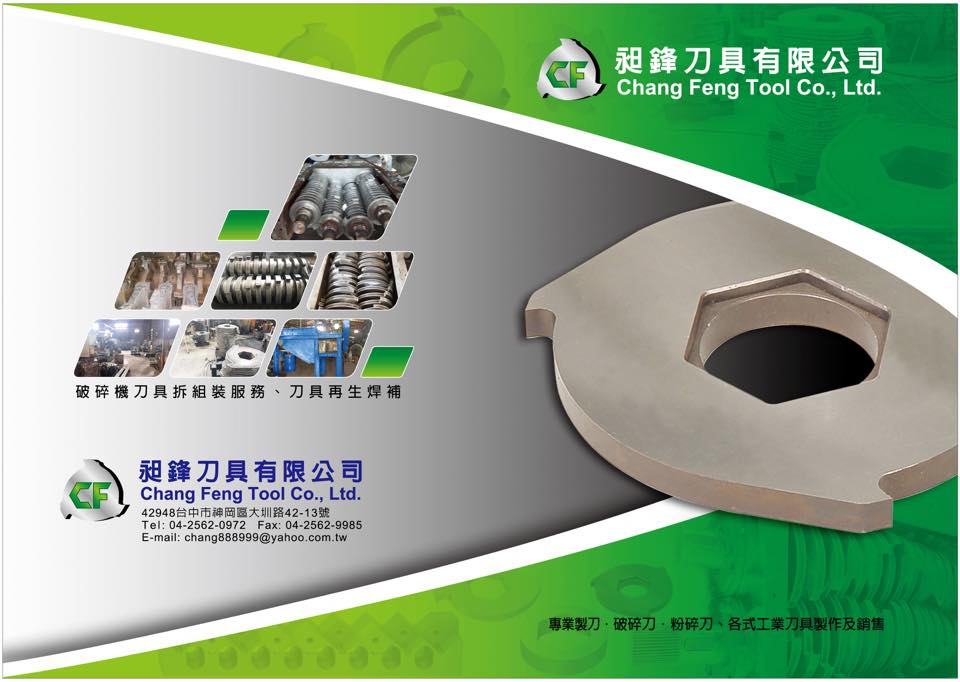 CF
昶鋒刀具有限公司
Chang Feng Tool Co., Ltd.
破碎機刀具拆組裝服務、刀具再生焊補
CF
昶鋒刀具有限公司
Chang Feng Tool Co., Ltd.
42948台中市神岡區大圳路42-13號
Tel: 04-2562-0972 Fax: 04-2562-9985
E-mail: chang888999@yahoo.com.tw
專業製刀．破碎刀．粉碎刀、各式工業刀具製作及銷售